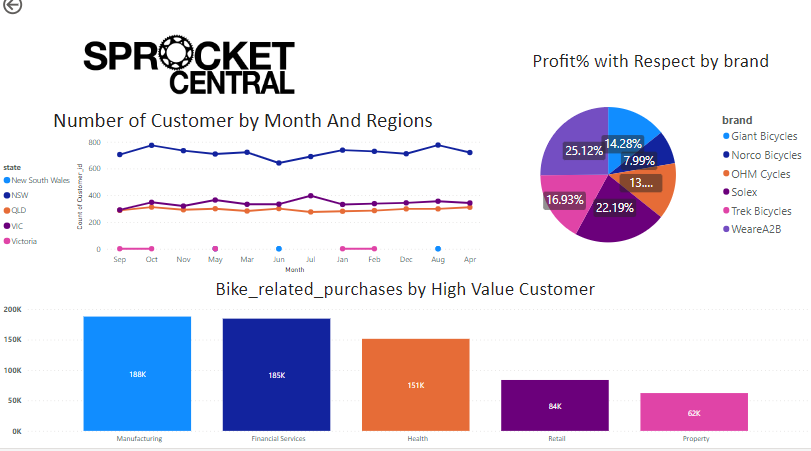 SPROCKET
CENTRAL
Profit% with Respect by brand
Number of Customer by Month And Regions
state
New South Wales
NSW
QLD
VIC
Victoria
Count of Customer_id
800
600
400
200
0
Sep Oct Nov May Mar Jun Jul Jan Feb Dec Aug Apr
Month
14.28%
7.99%
13....
22.19%
16.93%
25.12%
brand
Giant Bicycles
Norco Bicycles
OHM Cycles
Solex
Trek Bicycles
WeareA2B
Bike_related_purchases by High Value Customer
200K
150K
100K
50K
0K
188K
185K
151K
84K
62K
Manufacturing Financial Services Health Retail Property